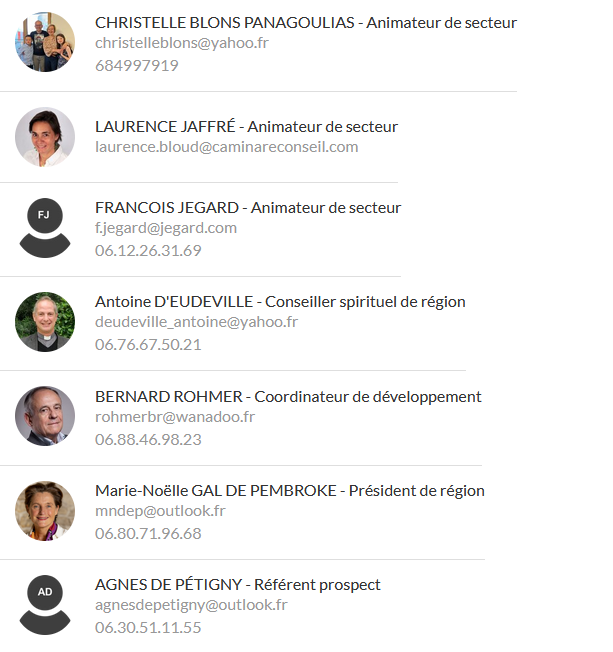 CHRISTELLE BLONS PANAGOULIAS - Animateur de secteur
christelleblons@yahoo.fr
684997919
LAURENCE JAFFRÉ - Animateur de secteur
laurence.bloud@caminareconseil.com
FJ
FRANCOIS JEGARD - Animateur de secteur
f.jegard@jegard.com
06.12.26.31.69
Antoine D'EUDEVILLE - Conseiller spirituel de région
deudeville_antoine@yahoo.fr
06.76.67.50.21
BERNARD ROHMER - Coordinateur de développement
rohmerbr@wanadoo.fr
06.88.46.98.23
Marie-Noëlle GAL DE PEMBROKE - Président de région
mndep@outlook.fr
06.80.71.96.68
AD
AGNES DE PÉTIGNY - Référent prospect
agnesdepetigny@outlook.fr
06.30.51.11.55